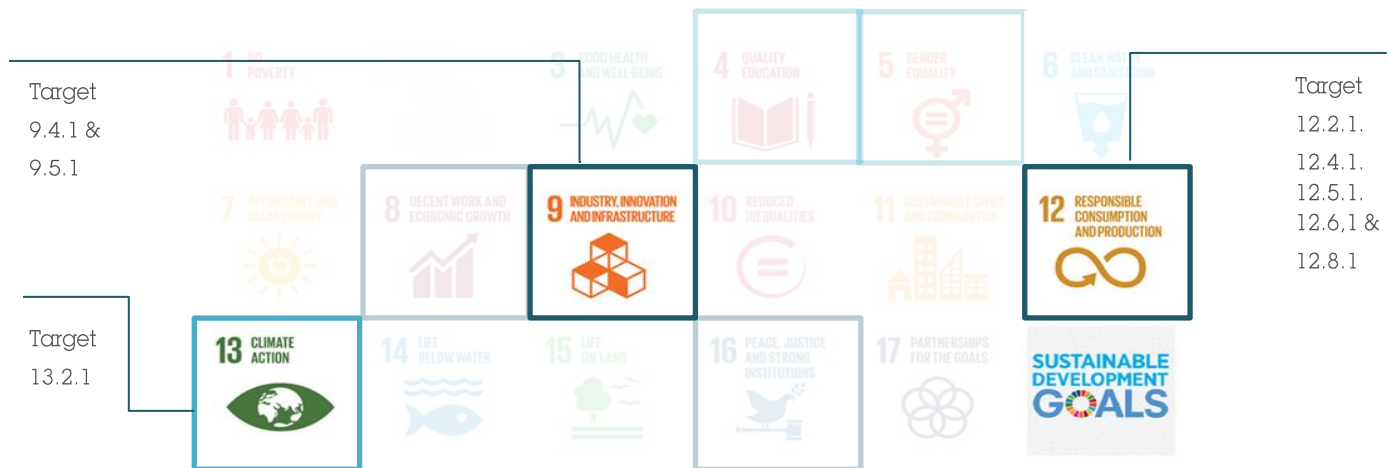 Target
9.4.1 &
9.5.1
1 NO
POVERTY
3 GOOD HEALTH
AND WELL-BEING
4 QUALITY
EDUCATION
5 GENDER
EQUALITY
6 CLEAN WATER
AND SANITATION
Target
12.2.1.
12.4.1.
12.5.1.
12.6,1 &
12.8.1
7 AFFORDABLE AND
CLEAN ENERGY
8 DECENT WORK AND
ECONOMIC GROWTH
9 INDUSTRY, INNOVATION
AND INFRASTRUCTURE
10 REDUCED
INEQUALITIES
11 SUSTAINABLE CITIES
AND COMMUNITIES
12 RESPONSIBLE
CONSUMPTION
AND PRODUCTION
Target
13.2.1
13 CLIMATE
ACTION
14 LIFE
BELOW WATER
15 LIFE
ON LAND
16 PEACE, JUSTICE
AND STRONG
INSTITUTIONS
17 PARTNERSHIPS
FOR THE GOALS
SUSTAINABLE
DEVELOPMENT
GOALS